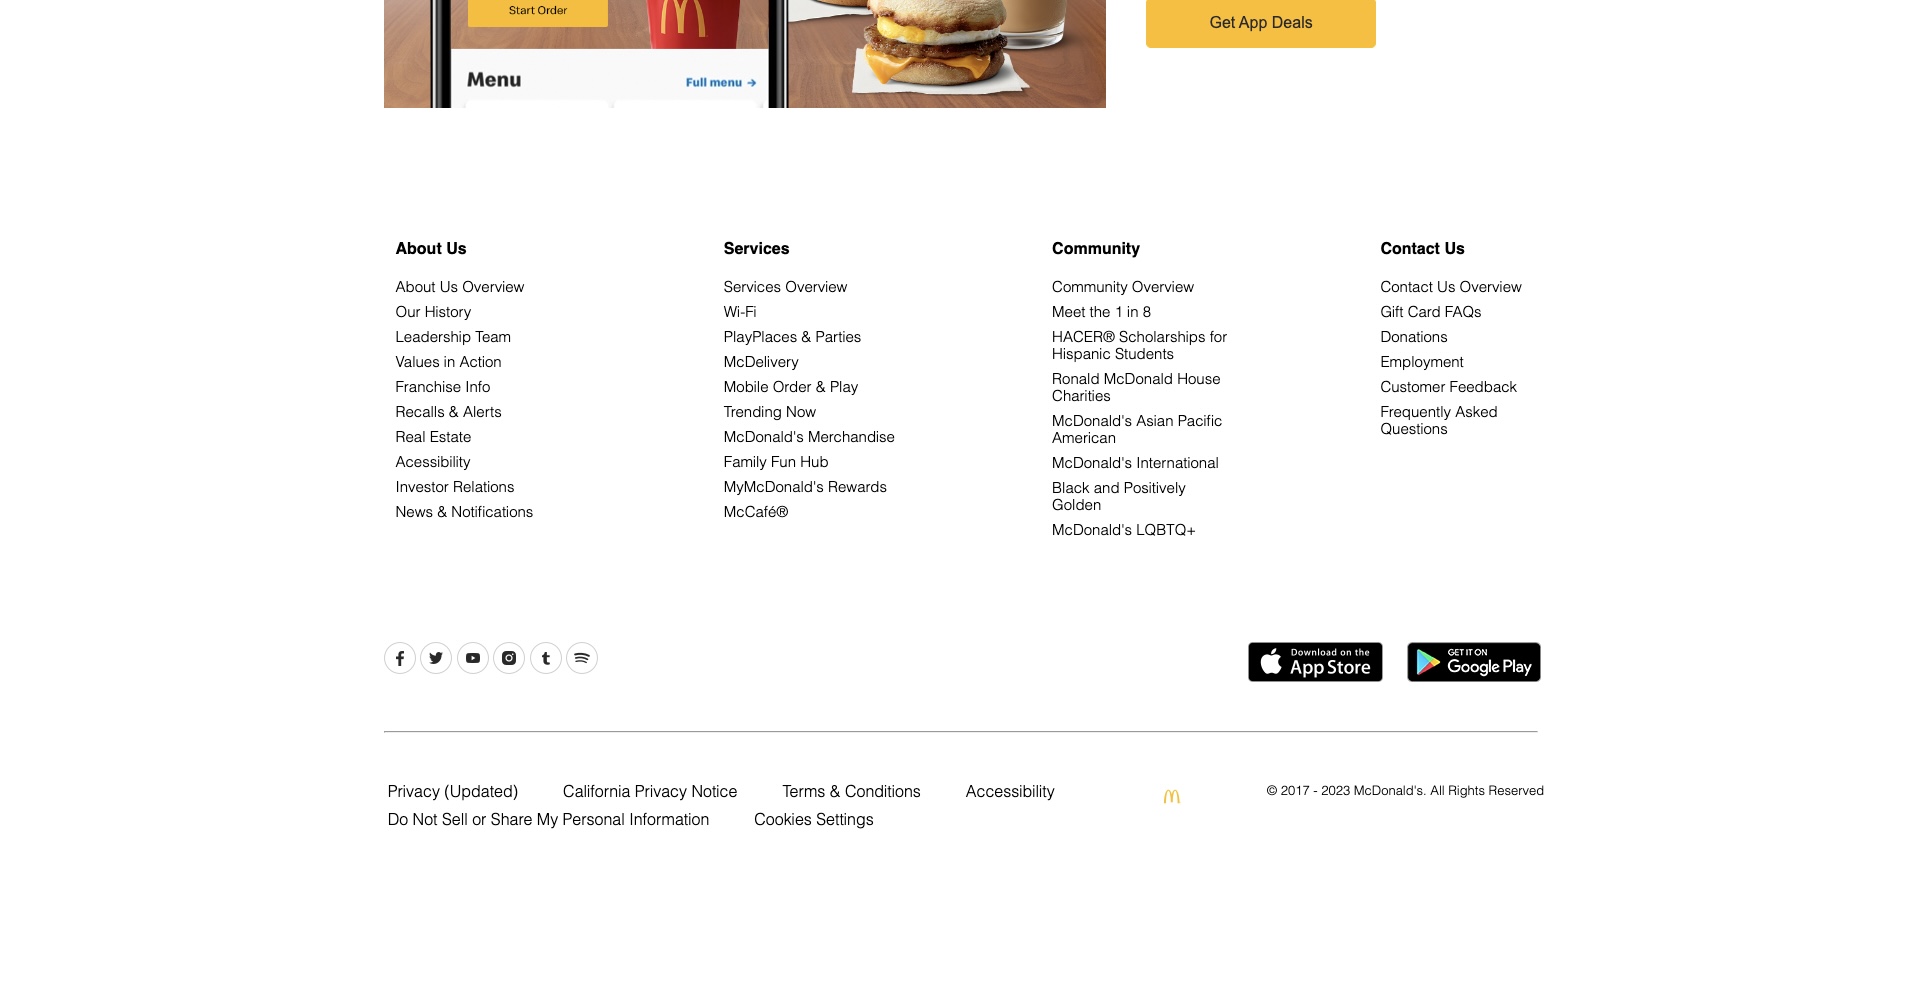 Start Order
Get App Deals
Menu
Full menu →
About Us
About Us Overview
Our History
Leadership Team
Values in Action
Franchise Info
Recalls & Alerts
Real Estate
Acessibility
Investor Relations
News & Notifications
Services
Services Overview
Wi-Fi
PlayPlaces & Parties
McDelivery
Mobile Order & Play
Trending Now
McDonald's Merchandise
Family Fun Hub
MyMcDonald's Rewards
McCafé®
Community
Community Overview
Meet the 1 in 8
HACER® Scholarships for
Hispanic Students
Ronald McDonald House
Charities
McDonald's Asian Pacific
American
McDonald's International
Black and Positively
Golden
McDonald's LQBTQ+
Contact Us
Contact Us Overview
Gift Card FAQs
Donations
Employment
Customer Feedback
Frequently Asked
Questions
Download on the
App Store
GET IT ON
Google Play
Privacy (Updated) California Privacy Notice Terms & Conditions Accessibility
Do Not Sell or Share My Personal Information Cookies Settings
© 2017 - 2023 McDonald's. All Rights Reserved